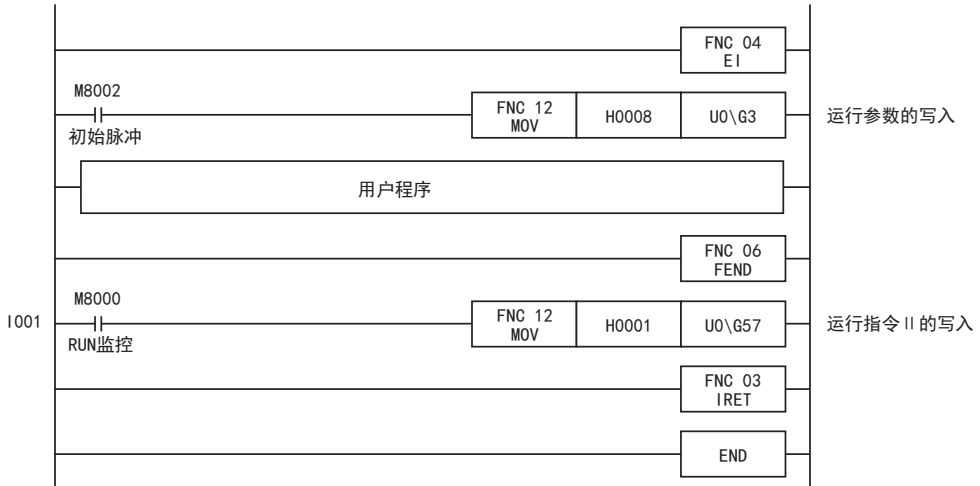 FNC 04
EI
M8002
初始脉冲
FNC 12
MOV
H0008
U0\G3
运行参数的写入
用户程序
FNC 06
FEND
I001
M8000
RUN监控
FNC 12
MOV
H0001
U0\G57
运行指令Ⅱ的写入
FNC 03
IRET
END